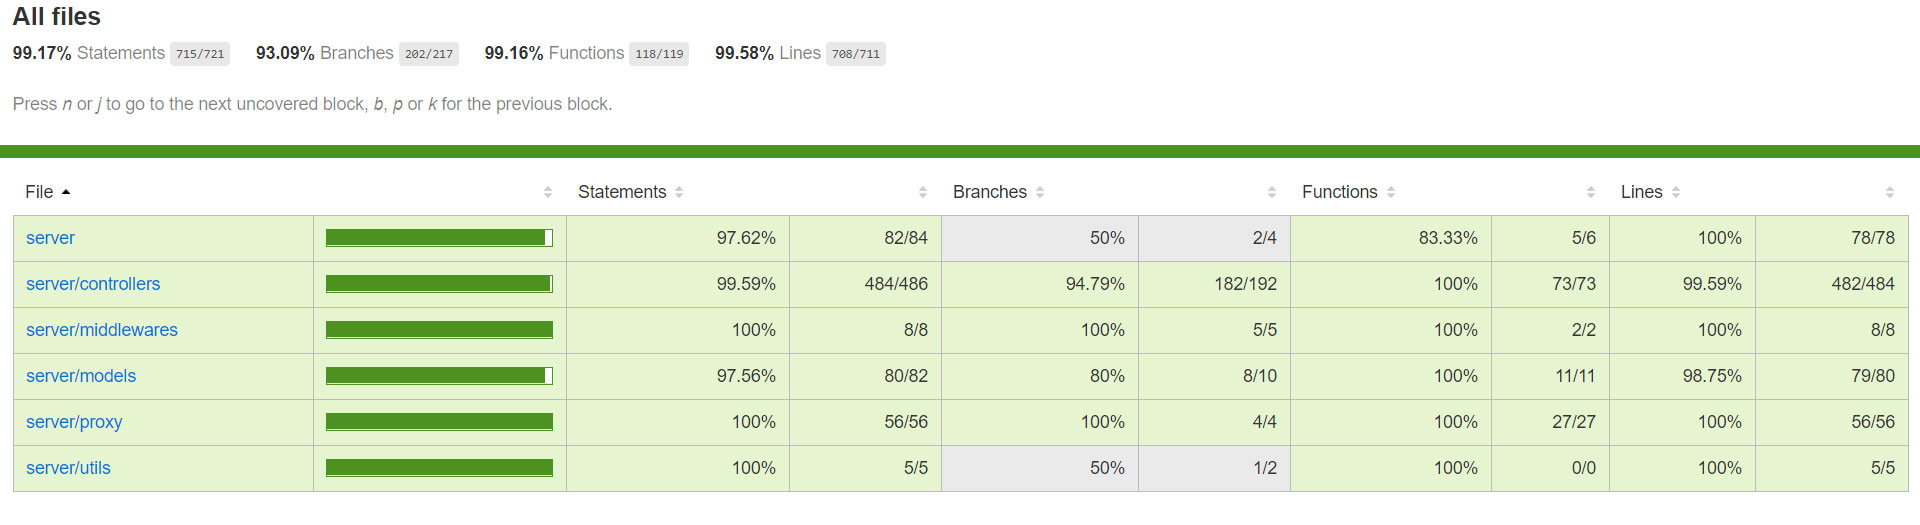 All files
99.17% Statements 715/721 93.09% Branches 202/217 99.16% Functions 118/119 99.58% Lines 708/711
Press n or j to go to the next uncovered block, b, p or k for the previous block.
File Statements Branches Functions Lines
server 97.62% 82/84 50% 2/4 83.33% 5/6 100% 78/78
server/controllers 99.59% 484/486 94.79% 182/192 100% 73/73 99.59% 482/484
server/middlewares 100% 8/8 100% 5/5 100% 2/2 100% 8/8
server/models 97.56% 80/82 80% 8/10 100% 11/11 98.75% 79/80
server/proxy 100% 56/56 100% 4/4 100% 27/27 100% 56/56
server/utils 100% 5/5 50% 1/2 100% 0/0 100% 5/5